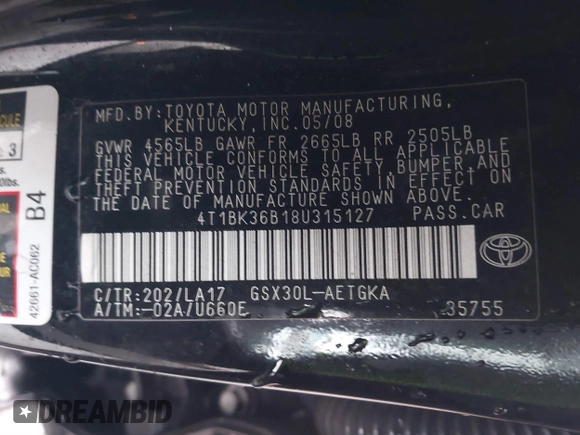 MFD.BY:TOYOTA MOTOR MANUFACTURING,
KENTUCKY,INC.05/08
GVWR 4565LB GAWR FR 2665LB RR 2505LB
THIS VEHICLE CONFORMS TO ALL APPLICABLE
FEDERAL MOTOR VEHICLE SAFETY,BUMPER,AND
THEFT PREVENTION STANDARDS IN EFFECT ON
THE DATE OF MANUFACTURE SHOWN ABOVE.
4T1BK36B18U315127 PASS.CAR
C/TR:202/LA17 GSX30L-AETGKA
A/TM:-02A/U660E 35755
TOYOTA
B4
42661-AC062
3
DREAMBID